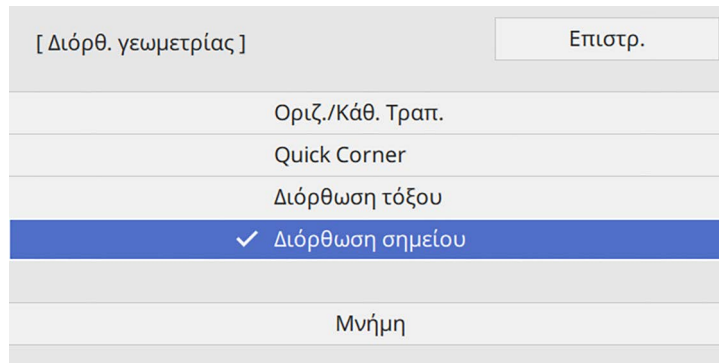 [ Διόρθ. γεωμετρίας ]
Επιστρ.
Οριζ./Κάθ. Τραπ.
Quick Corner
Διόρθωση τόξου
Διόρθωση σημείου
Μνήμη